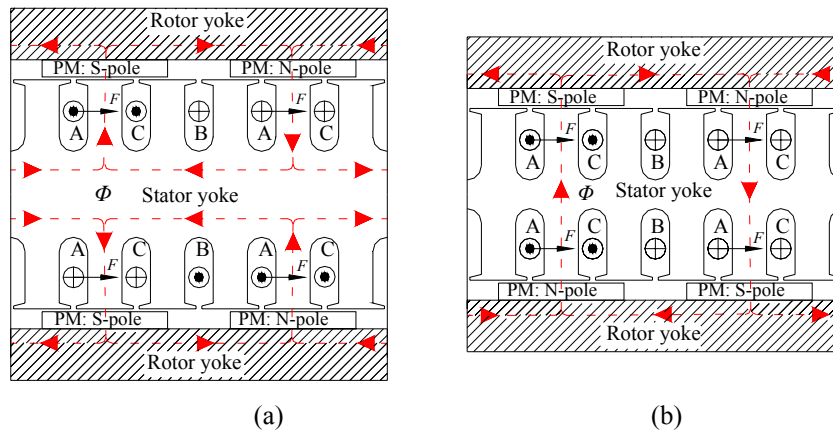 Rotor yoke
PM: S-pole PM: N-pole
F F
A C B A C
Φ Stator yoke
A C B A C
F F
PM: S-pole PM: N-pole
Rotor yoke
(a)
Rotor yoke
PM: S-pole PM: N-pole
F F
A C B A C
Φ Stator yoke
A C B A C
F F
PM: N-pole PM: S-pole
Rotor yoke
(b)